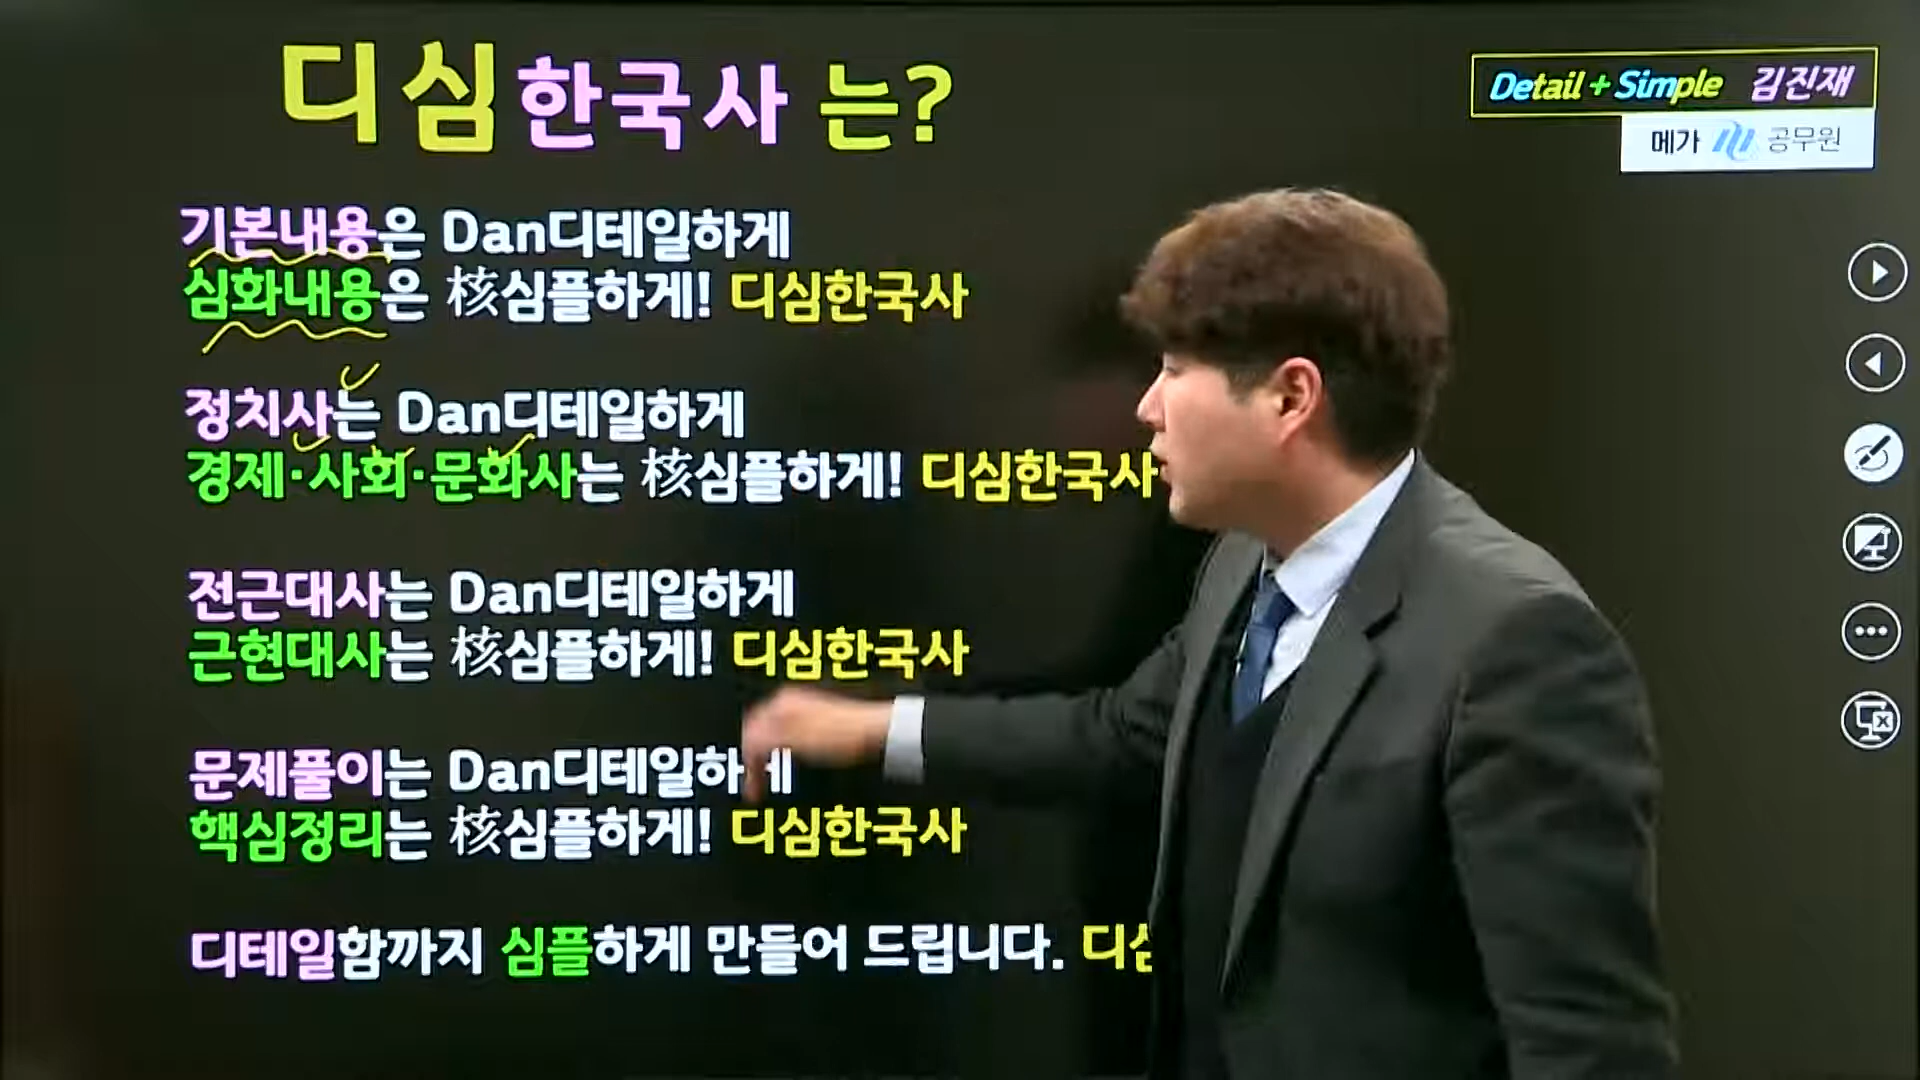 디심한국사는?
Detail + Simple 김진재
메가 공무원
기본내용은 Dan디테일하게
심화내용은 核심플하게! 디심한국사
정치사는 Dan디테일하게
경제·사회·문화사는 核심플하게! 디심한국사
전근대사는 Dan디테일하게
근현대사는 核심플하게! 디심한국사
문제풀이는 Dan디테일하게
핵심정리는 核심플하게! 디심한국사
디테일함까지 심플하게 만들어 드립니다. 디심